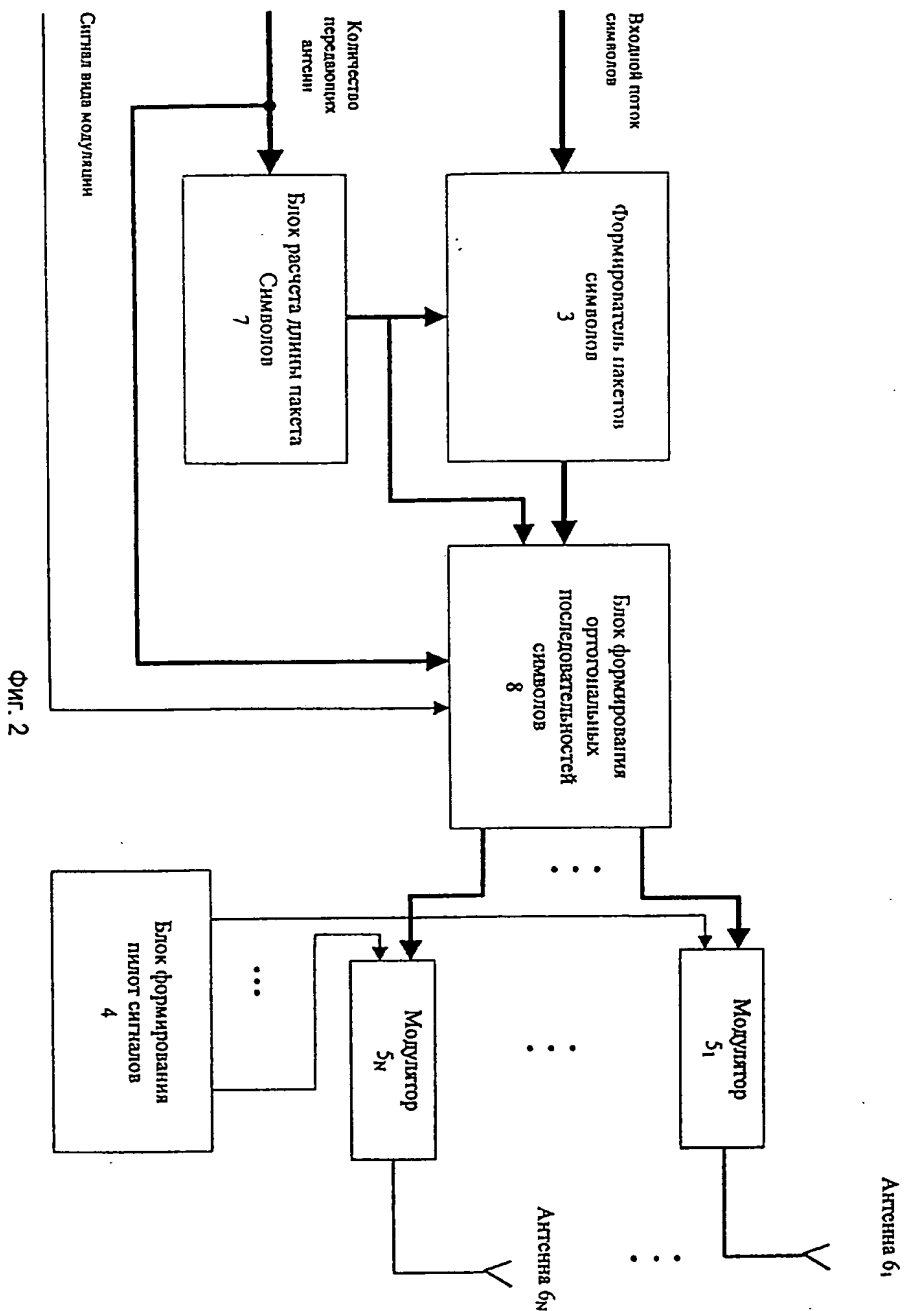 Входной поток
символов
Формирователь пакетов
символов
3
Количество
передающих
антенн
Блок расчета длины пакета
Символов
7
Сигнал вида модуляции
Блок формирования
ортогональных
последовательностей
символов
8
Модулятор
5₁
Антенна 6₁
Модулятор
5N
Антенна 6N
Блок формирования
пилот сигналов
4
Фиг. 2